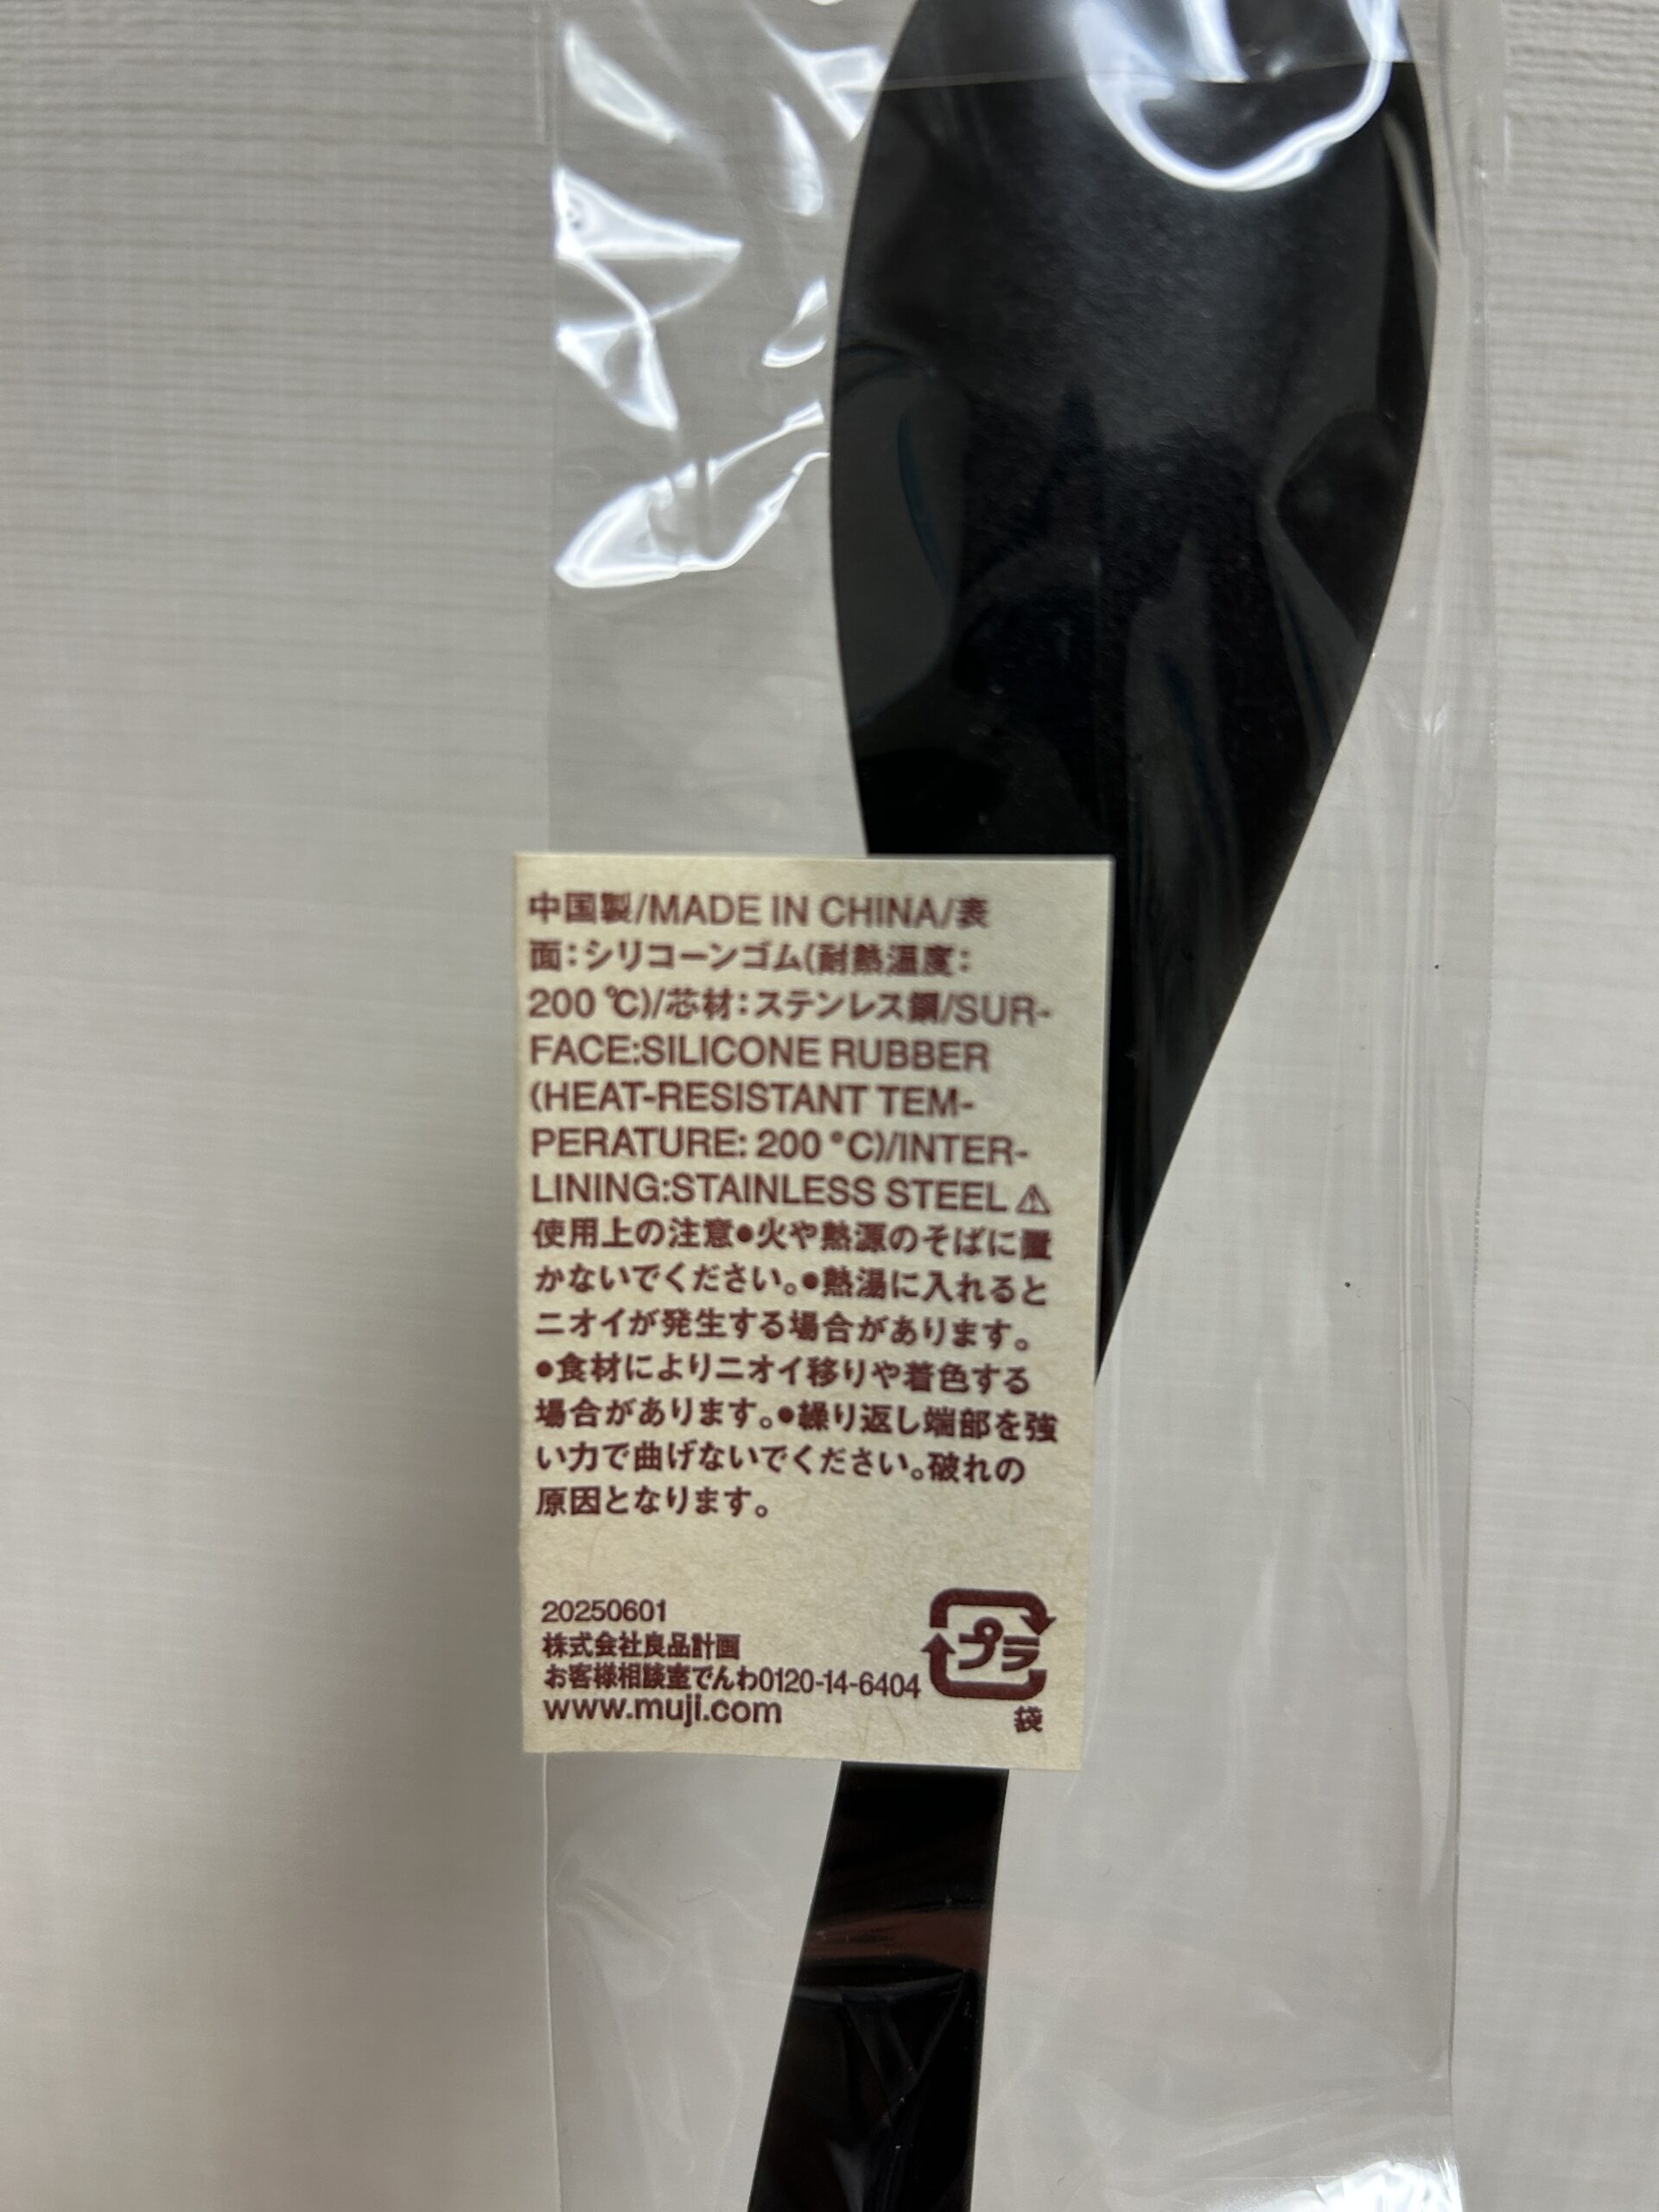 中国製/MADE IN CHINA/表
面：シリコーンゴム(耐熱温度：
200 ℃)/芯材：ステンレス鋼/SUR-
FACE:SILICONE RUBBER
(HEAT-RESISTANT TEM-
PERATURE: 200 °C)/INTER-
LINING:STAINLESS STEEL ⚠
使用上の注意●火や熱源のそばに置
かないでください。●熱湯に入れると
ニオイが発生する場合があります。
●食材によりニオイ移りや着色する
場合があります。●繰り返し端部を強
い力で曲げないでください。破れの
原因となります。
20250601
株式会社良品計画
お客様相談室でんわ0120-14-6404
www.muji.com
プラ
袋